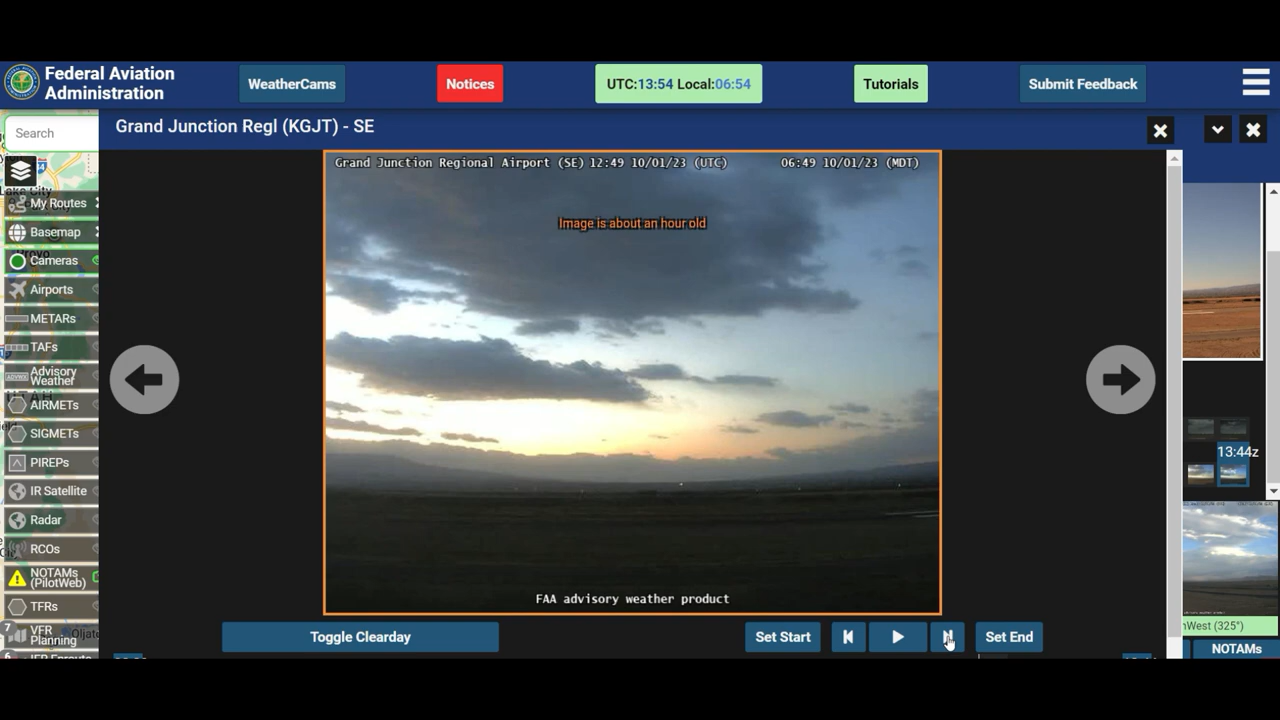 Federal Aviation
Administration
WeatherCams
Notices
UTC:13:54 Local:06:54
Tutorials
Submit Feedback
Search
Grand Junction Regl (KGJT) - SE
Grand Junction Regional Airport (SE) 12:49 10/01/23 (UTC)
06:49 10/01/23 (MDT)
Image is about an hour old
My Routes
Basemap
Cameras
Airports
METARs
TAFs
Advisory
Weather
AIRMETs
SIGMETs
PIREPs
IR Satellite
Radar
RCOs
NOTAMs
(PilotWeb)
TFRs
7
VFR
Planning
6
13:44z
FAA advisory weather product
Toggle Clearday
Set Start
Set End
West (325°)
NOTAMs